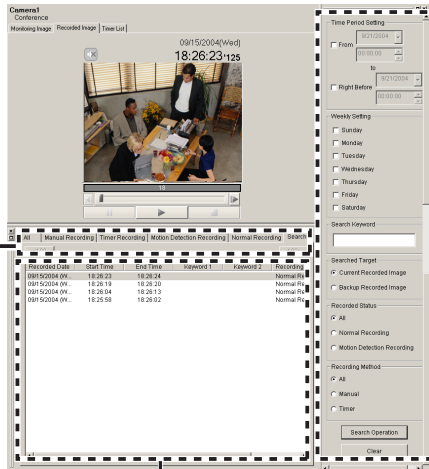 Camera1
Conference
Monitoring Image Recorded Image Timer List
09/15/2004(Wed)
18:26:23'125
18
All Manual Recording Timer Recording Motion Detection Recording Normal Recording Search
Recorded Date Start Time End Time Keyword 1 Keyword 2 Recording
09/15/2004 (W... 18:26:23 18:26:24 Normal Re
09/15/2004 (W... 18:26:19 18:26:20 Normal Re
09/15/2004 (W... 18:26:04 18:26:13 Normal Re
09/15/2004 (W... 18:25:58 18:26:02 Normal Re
Time Period Setting
9/21/2004
From
00:00:00
to
9/21/2004
Right Before
00:00:00
Weekly Setting
Sunday
Monday
Tuesday
Wednesday
Thursday
Friday
Saturday
Search Keyword
Searched Target
Current Recorded Image
Backup Recorded Image
Recorded Status
All
Normal Recording
Motion Detection Recording
Recording Method
All
Manual
Timer
Search Operation
Clear